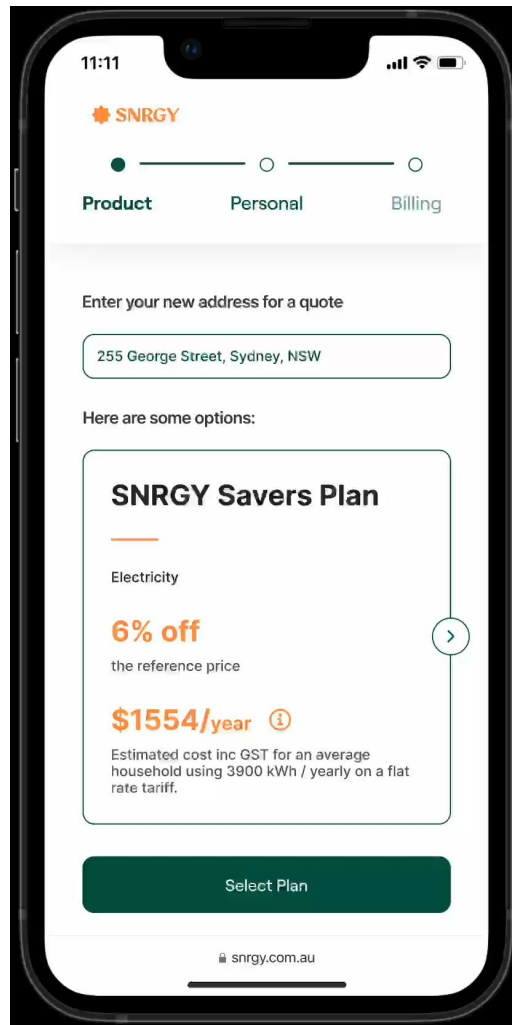 11:11
SNRGY
Product Personal Billing
Enter your new address for a quote
255 George Street, Sydney, NSW
Here are some options:
SNRGY Savers Plan
Electricity
6% off
the reference price
$1554/year
Estimated cost inc GST for an average
household using 3900 kWh / yearly on a flat
rate tariff.
Select Plan
snrgy.com.au